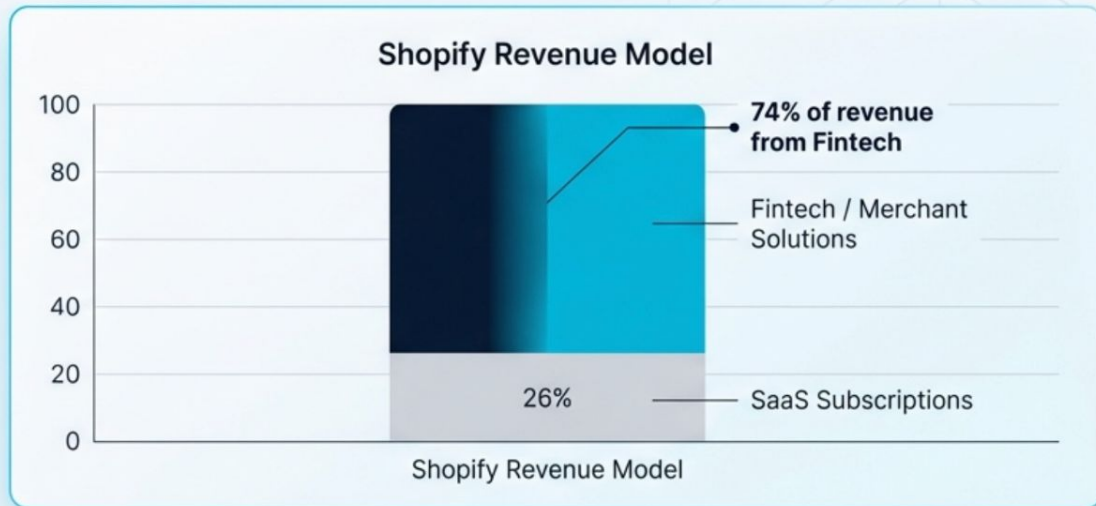 Shopify Revenue Model
100
80
60
40
20
0
74% of revenue
from Fintech
Fintech / Merchant
Solutions
26%
SaaS Subscriptions
Shopify Revenue Model